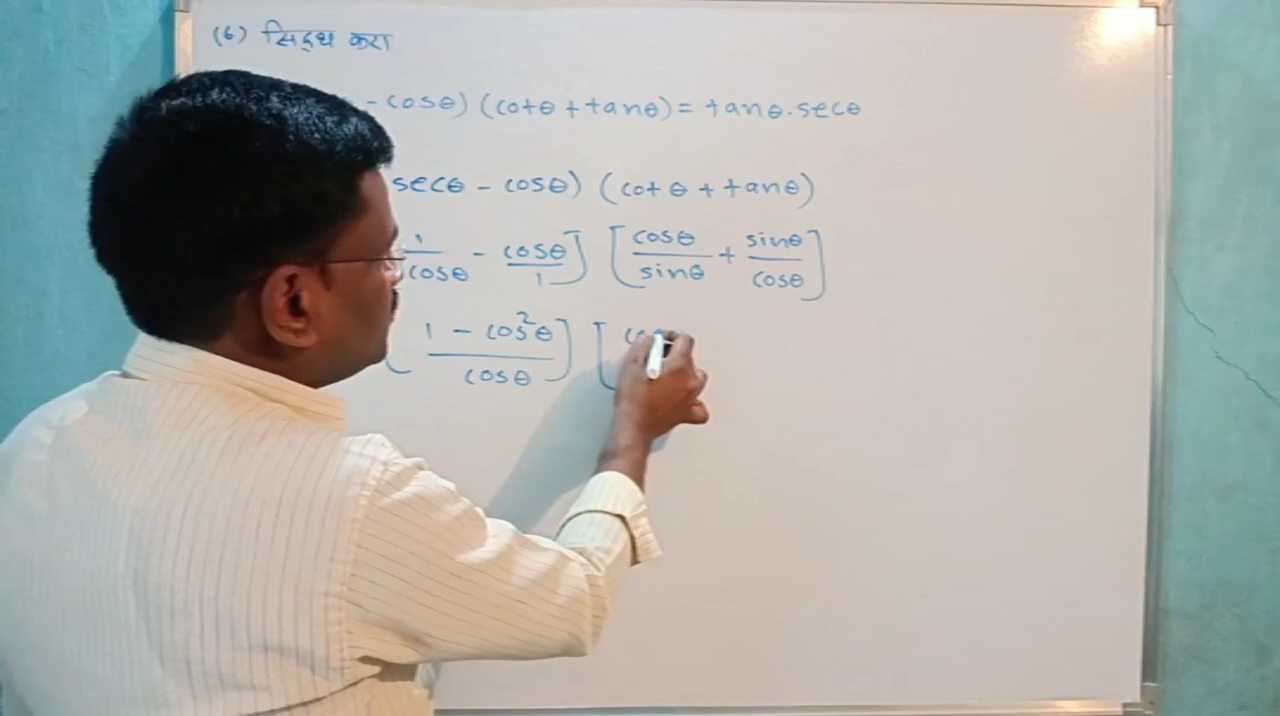 (6) सिद्ध करा
- cosθ) (cotθ + tanθ) = tanθ.secθ
secθ - cosθ) (cot θ + tanθ)
1/cosθ - cosθ/1] [cosθ/sinθ + sinθ/cosθ]
[1 - cos²θ/cosθ] [